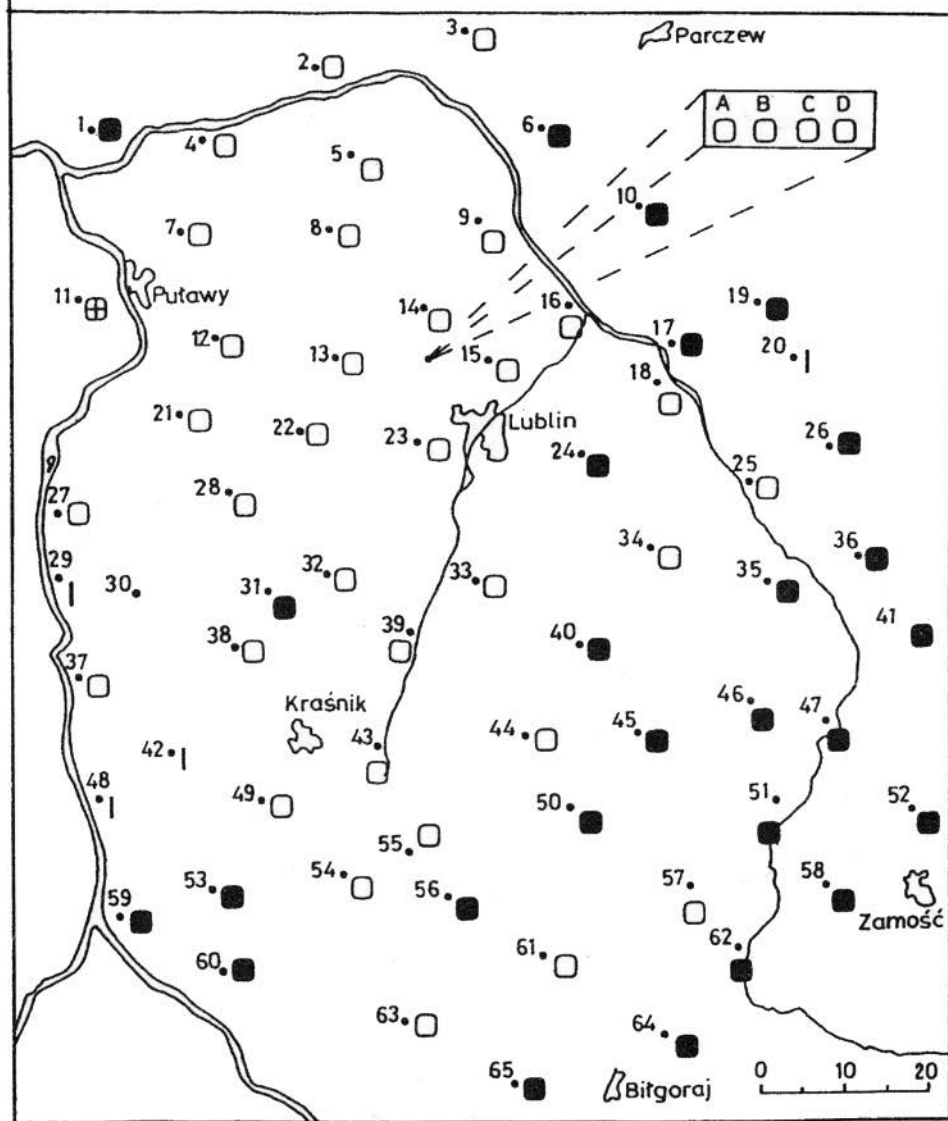 3 Parczew
2
A B C D
1 4 6
5
10
7 8 9
11 Puławy 14 16 19
12 13 15 17 20
18
21 22 23 Lublin 24 26
25
27 28
29 30 31 32 33 34 35 36
38 39 40 41
37
Kraśnik 46 47
42 43 44 45
48 49 50 51 52
55
54 56 57 58
53
59 Zamość
60 61 62
63 64
65 Biłgoraj 0 10 20